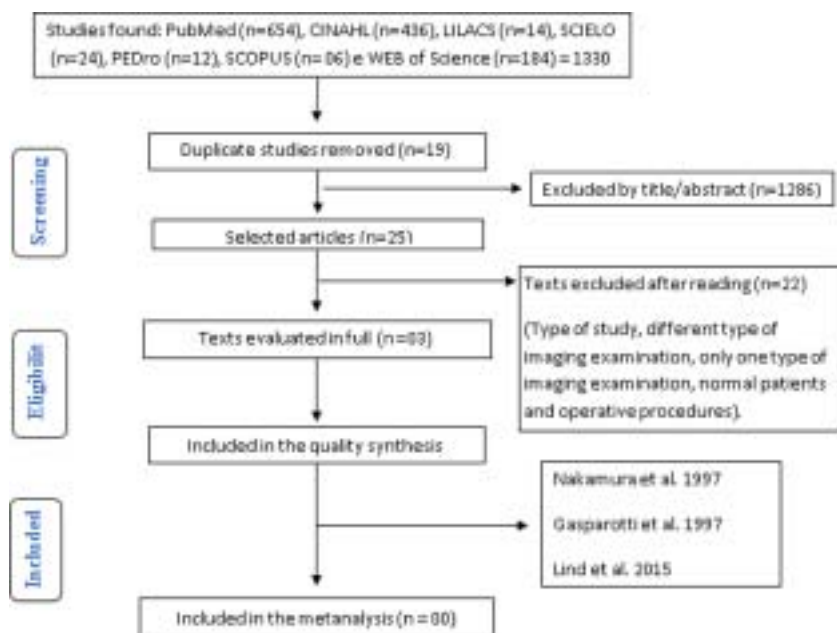 Studies found: PubMed (n=654), CINAHL (n=436), LILACS (n=14), SCIELO
(n=24), PEDro (n=12), SCOPUS (n= 06) e WEB of Science (n=184) = 1330
Duplicate studies removed (n=19)
Excluded by title/abstract (n=1286)
Screening
Selected articles (n=25)
Texts excluded after reading (n=22)
(Type of study, different type of
imaging examination, only one type of
imaging examination, normal patients
and operative procedures).
Texts evaluated in full (n =03)
Eligibilit
Included in the quality synthesis
Nakamura et al. 1997
Gasparotti et al. 1997
Lind et al. 2015
Included
Included in the metanalysis (n = 00)